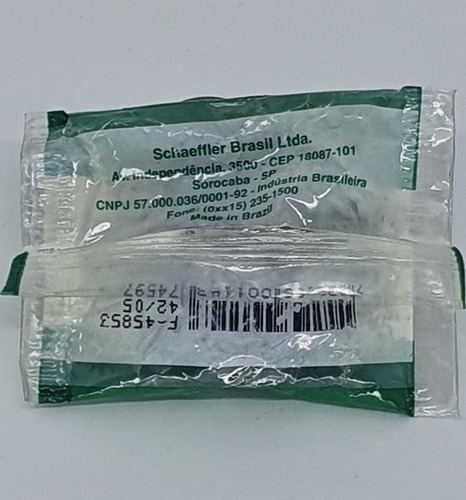 Schaeffler Brasil Ltda.
Av. Independência, 3500 - CEP 18087-101
Sorocaba - SP
CNPJ 57.000.036/0001-92 - Indústria Brasileira
Fone: (0xx15) 235-1500
Made in Brazil
F-45853
42/05
74597